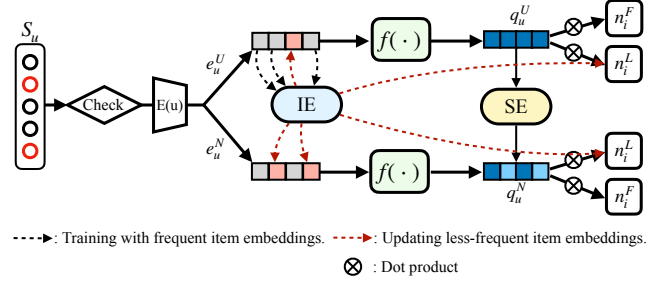 S_u
Check
E(u)
e_u^U
e_u^N
IE
f( · )
f( · )
q_u^U
SE
q_u^N
n_i^F
n_i^L
n_i^L
n_i^F
: Training with frequent item embeddings.
: Updating less-frequent item embeddings.
: Dot product